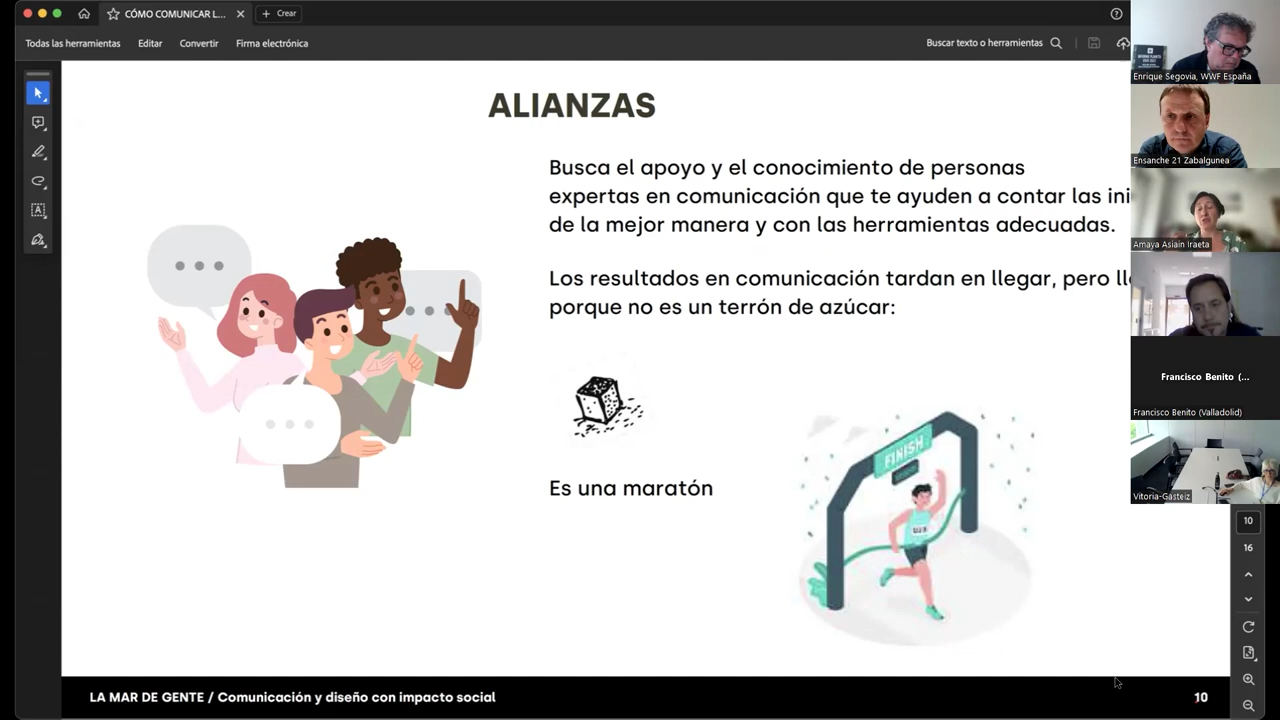 CÓMO COMUNICAR L...
Crear
Todas las herramientas
Editar
Convertir
Firma electrónica
Buscar texto o herramientas
ALIANZAS
Busca el apoyo y el conocimiento de personas
expertas en comunicación que te ayuden a contar las ini
de la mejor manera y con las herramientas adecuadas.
Los resultados en comunicación tardan en llegar, pero ll
porque no es un terrón de azúcar:
FINISH
Es una maratón
LA MAR DE GENTE / Comunicación y diseño con impacto social
10
Enrique Segovia, WWF España
Ensanche 21 Zabalgunea
Amaya Asiain Iraeta
Francisco Benito (...
Francisco Benito (Valladolid)
Vitoria-Gasteiz
10
16